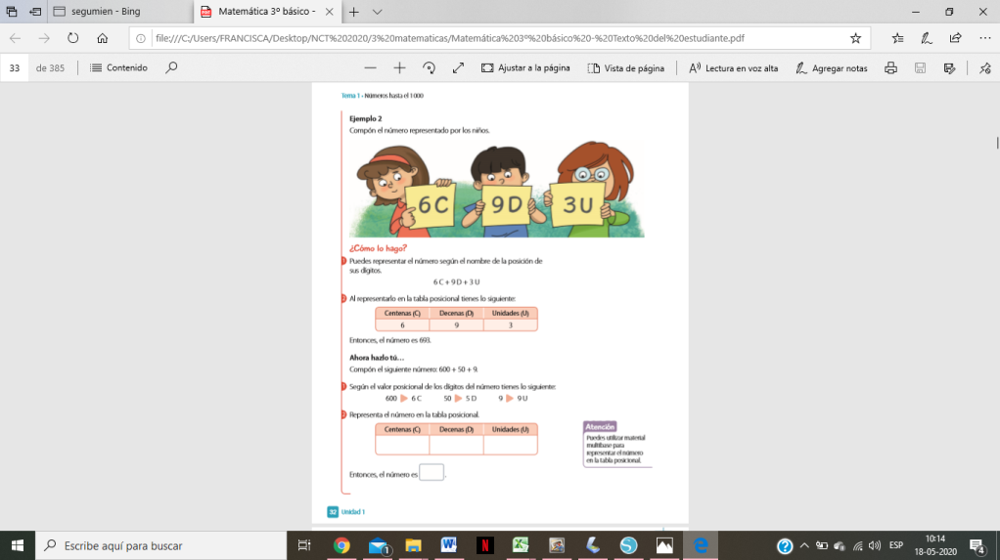 segumien - Bing
Matemática 3º básico -
file:///C:/Users/FRANCISCA/Desktop/NCT%202020/3%20matematicas/Matemática%203º%20básico%20-%20Texto%20del%20estudiante.pdf
33 de 385 Contenido Ajustar a la página Vista de página Lectura en voz alta Agregar notas
Tema 1 • Números hasta el 1 000
Ejemplo 2
Compón el número representado por los niños.
6C 9D 3U
¿Cómo lo hago?
1 Puedes representar el número según el nombre de la posición de
sus dígitos.
6 C + 9 D + 3 U
2 Al representarlo en la tabla posicional tienes lo siguiente:
Centenas (C) Decenas (D) Unidades (U)
6 9 3
Entonces, el número es 693.
Ahora hazlo tú...
Compón el siguiente número: 600 + 50 + 9.
1 Según el valor posicional de los dígitos del número tienes lo siguiente:
600 6 C 50 5 D 9 9 U
2 Representa el número en la tabla posicional.
Centenas (C) Decenas (D) Unidades (U)
Entonces, el número es .
Atención
Puedes utilizar material
multibase para
representar el número
en la tabla posicional.
32 Unidad 1
Escribe aquí para buscar
1
ESP
10:14
18-05-2020
4